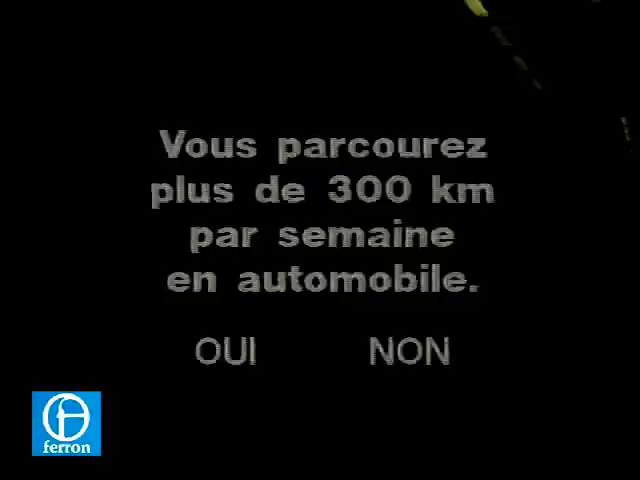 Vous parcourez
plus de 300 km
par semaine
en automobile.
OUI NON
ferron